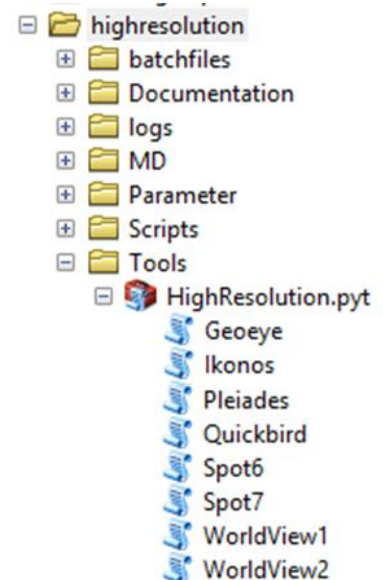 highresolution
batchfiles
Documentation
logs
MD
Parameter
Scripts
Tools
HighResolution.pyt
Geoeye
Ikonos
Pleiades
Quickbird
Spot6
Spot7
WorldView1
WorldView2